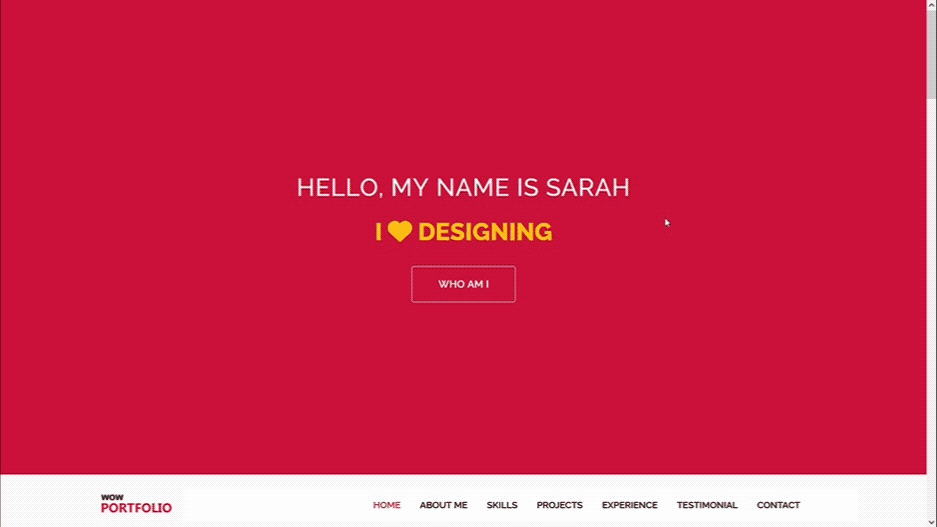 HELLO, MY NAME IS SARAH
I ♥ DESIGNING
WHO AM I
WOW
PORTFOLIO
HOME ABOUT ME SKILLS PROJECTS EXPERIENCE TESTIMONIAL CONTACT